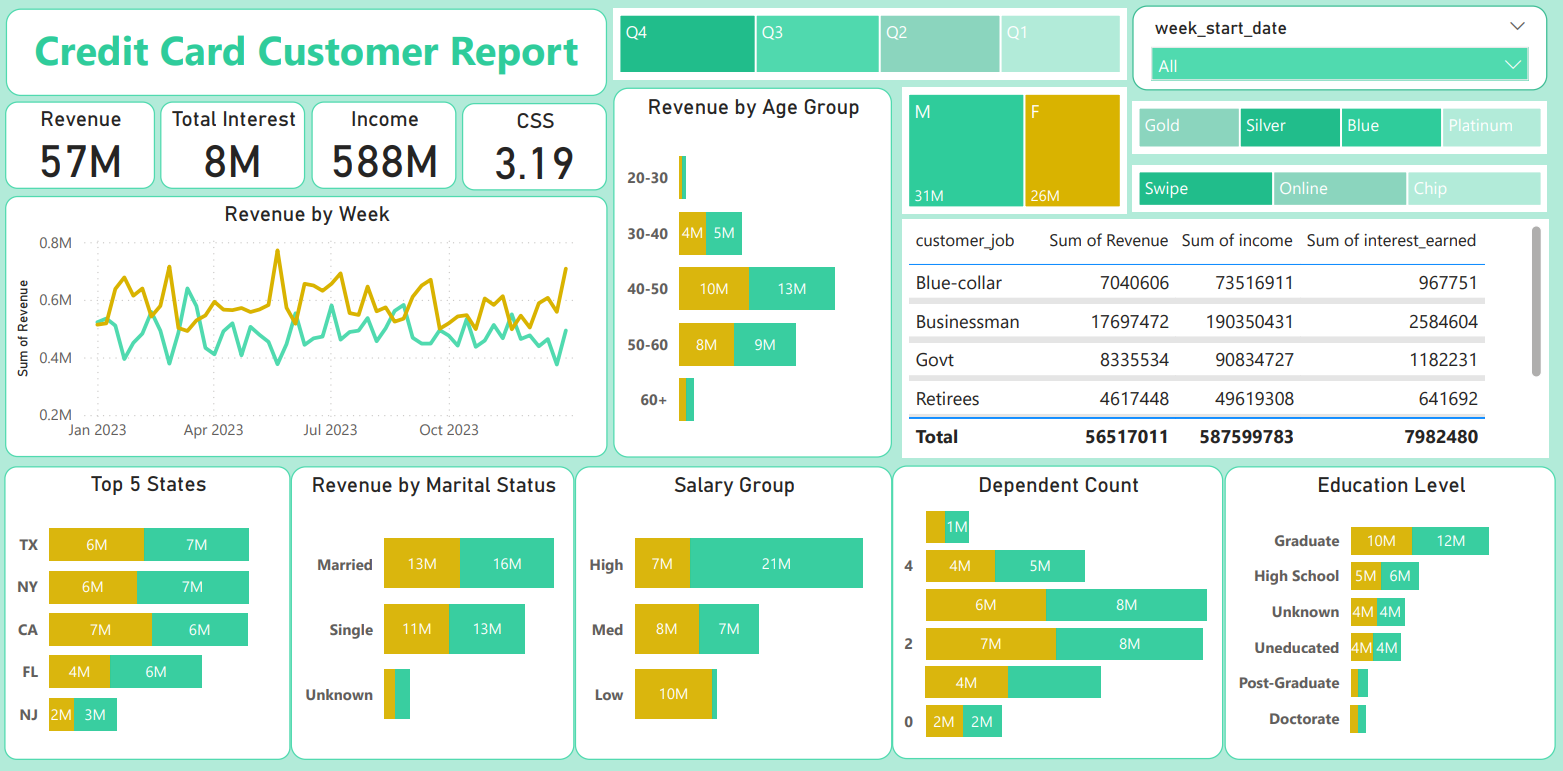 Credit Card Customer Report
Q4 Q3 Q2 Q1
week_start_date
All
Revenue
57M
Total Interest
8M
Income
588M
CSS
3.19
Revenue by Age Group
20-30
30-40 4M 5M
40-50 10M 13M
50-60 8M 9M
60+
M F
31M 26M
Gold Silver Blue Platinum
Swipe Online Chip
Revenue by Week
Sum of Revenue
0.8M
0.6M
0.4M
0.2M
Jan 2023 Apr 2023 Jul 2023 Oct 2023
customer_job Sum of Revenue Sum of income Sum of interest_earned
Blue-collar 7040606 73516911 967751
Businessman 17697472 190350431 2584604
Govt 8335534 90834727 1182231
Retirees 4617448 49619308 641692
Total 56517011 587599783 7982480
Top 5 States
TX 6M 7M
NY 6M 7M
CA 7M 6M
FL 4M 6M
NJ 2M 3M
Revenue by Marital Status
Married 13M 16M
Single 11M 13M
Unknown
Salary Group
High 7M 21M
Med 8M 7M
Low 10M
Dependent Count
1M
4 4M 5M
6M 8M
2 7M 8M
4M
0 2M 2M
Education Level
Graduate 10M 12M
High School 5M 6M
Unknown 4M 4M
Uneducated 4M 4M
Post-Graduate
Doctorate